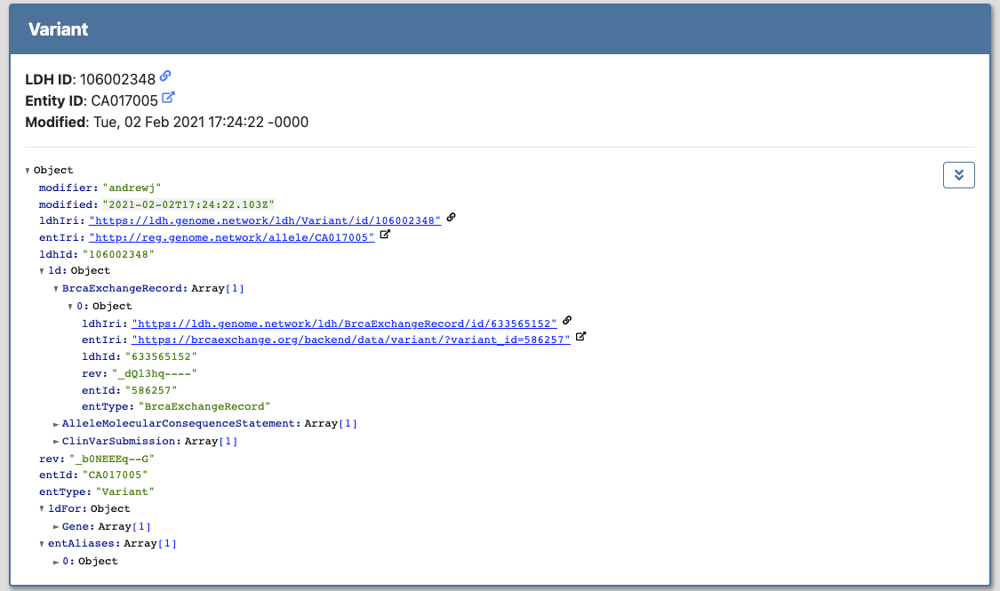 Variant
LDH ID: 106002348
Entity ID: CA017005
Modified: Tue, 02 Feb 2021 17:24:22 -0000
Object
modifier: "andrewj"
modified: "2021-02-02T17:24:22.103Z"
ldhIri: "https://ldh.genome.network/ldh/Variant/id/106002348"
entIri: "http://reg.genome.network/allele/CA017005"
ldhId: "106002348"
ld: Object
BrcaExchangeRecord: Array[1]
0: Object
ldhIri: "https://ldh.genome.network/ldh/BrcaExchangeRecord/id/633565152"
entIri: "https://brcaexchange.org/backend/data/variant/?variant_id=586257"
ldhId: "633565152"
rev: "_dQl3hq----"
entId: "586257"
entType: "BrcaExchangeRecord"
AlleleMolecularConsequenceStatement: Array[1]
ClinVarSubmission: Array[1]
rev: "_b0NEEEq--G"
entId: "CA017005"
entType: "Variant"
ldFor: Object
Gene: Array[1]
entAliases: Array[1]
0: Object